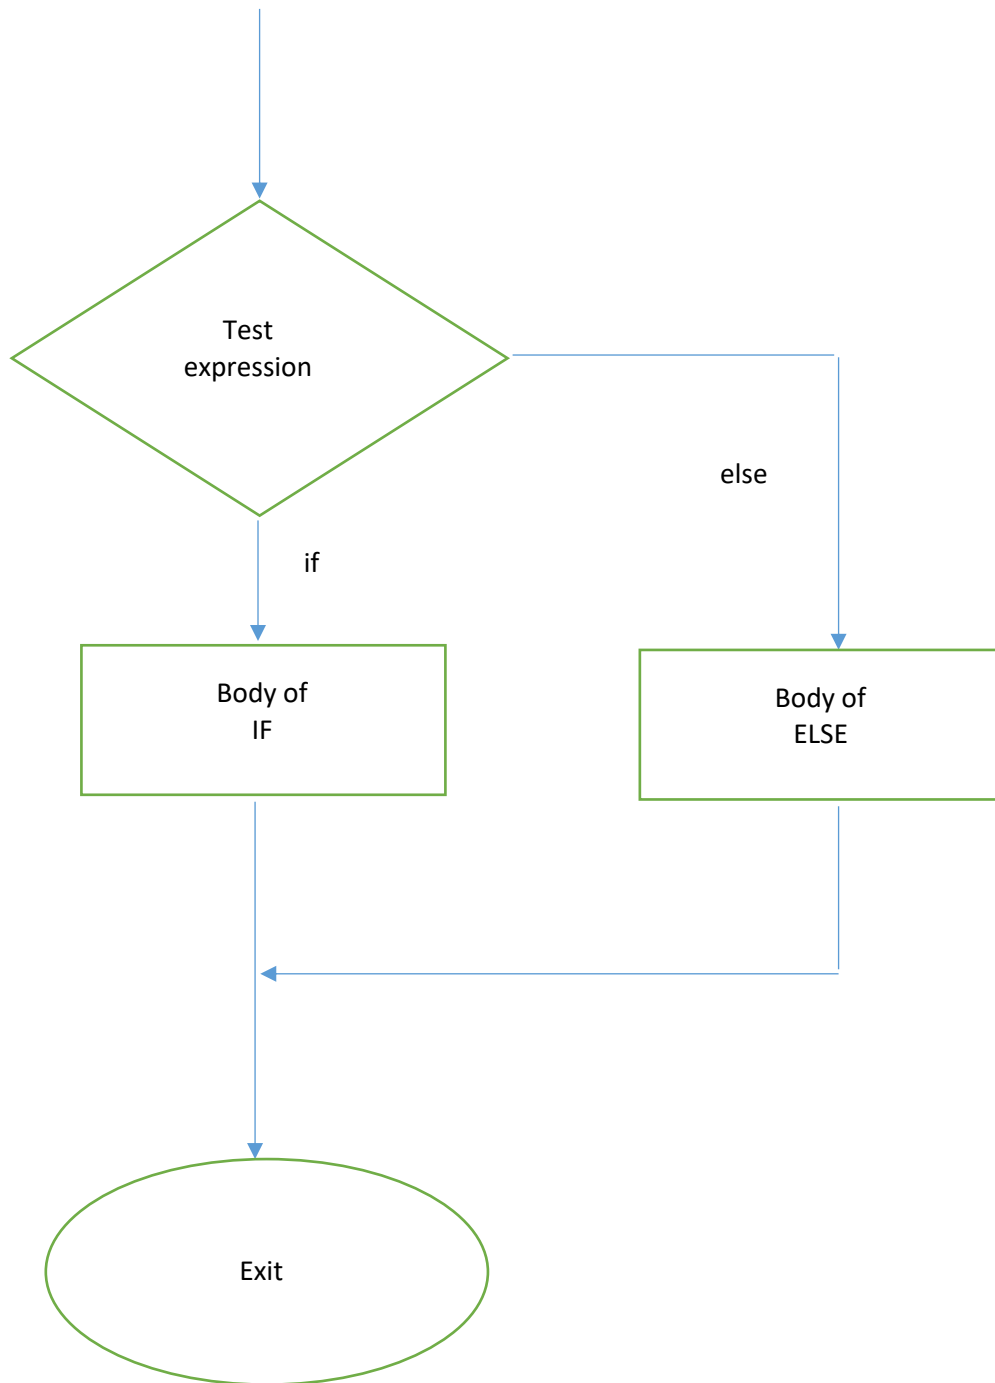 Test
expression
else
if
Body of
IF
Body of
ELSE
Exit